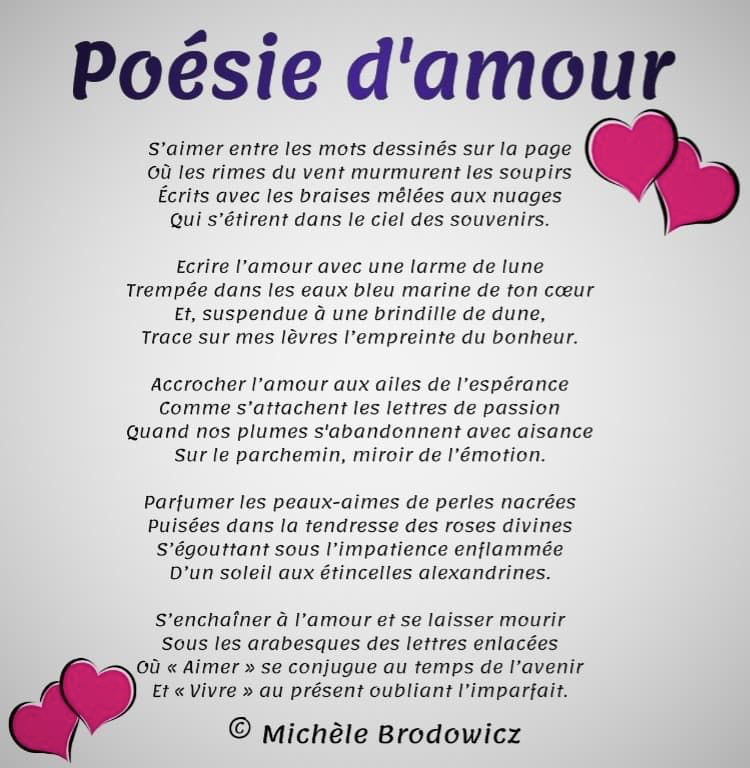 Poésie d'amour
S’aimer entre les mots dessinés sur la page
Où les rimes du vent murmurent les soupirs
Écrits avec les braises mêlées aux nuages
Qui s’étirent dans le ciel des souvenirs.
Ecrire l’amour avec une larme de lune
Trempée dans les eaux bleu marine de ton cœur
Et, suspendue à une brindille de dune,
Trace sur mes lèvres l’empreinte du bonheur.
Accrocher l’amour aux ailes de l’espérance
Comme s’attachent les lettres de passion
Quand nos plumes s'abandonnent avec aisance
Sur le parchemin, miroir de l’émotion.
Parfumer les peaux-aimes de perles nacrées
Puisées dans la tendresse des roses divines
S’égouttant sous l’impatience enflammée
D’un soleil aux étincelles alexandrines.
S’enchaîner à l’amour et se laisser mourir
Sous les arabesques des lettres enlacées
Où « Aimer » se conjugue au temps de l’avenir
Et « Vivre » au présent oubliant l’imparfait.
© Michèle Brodowicz